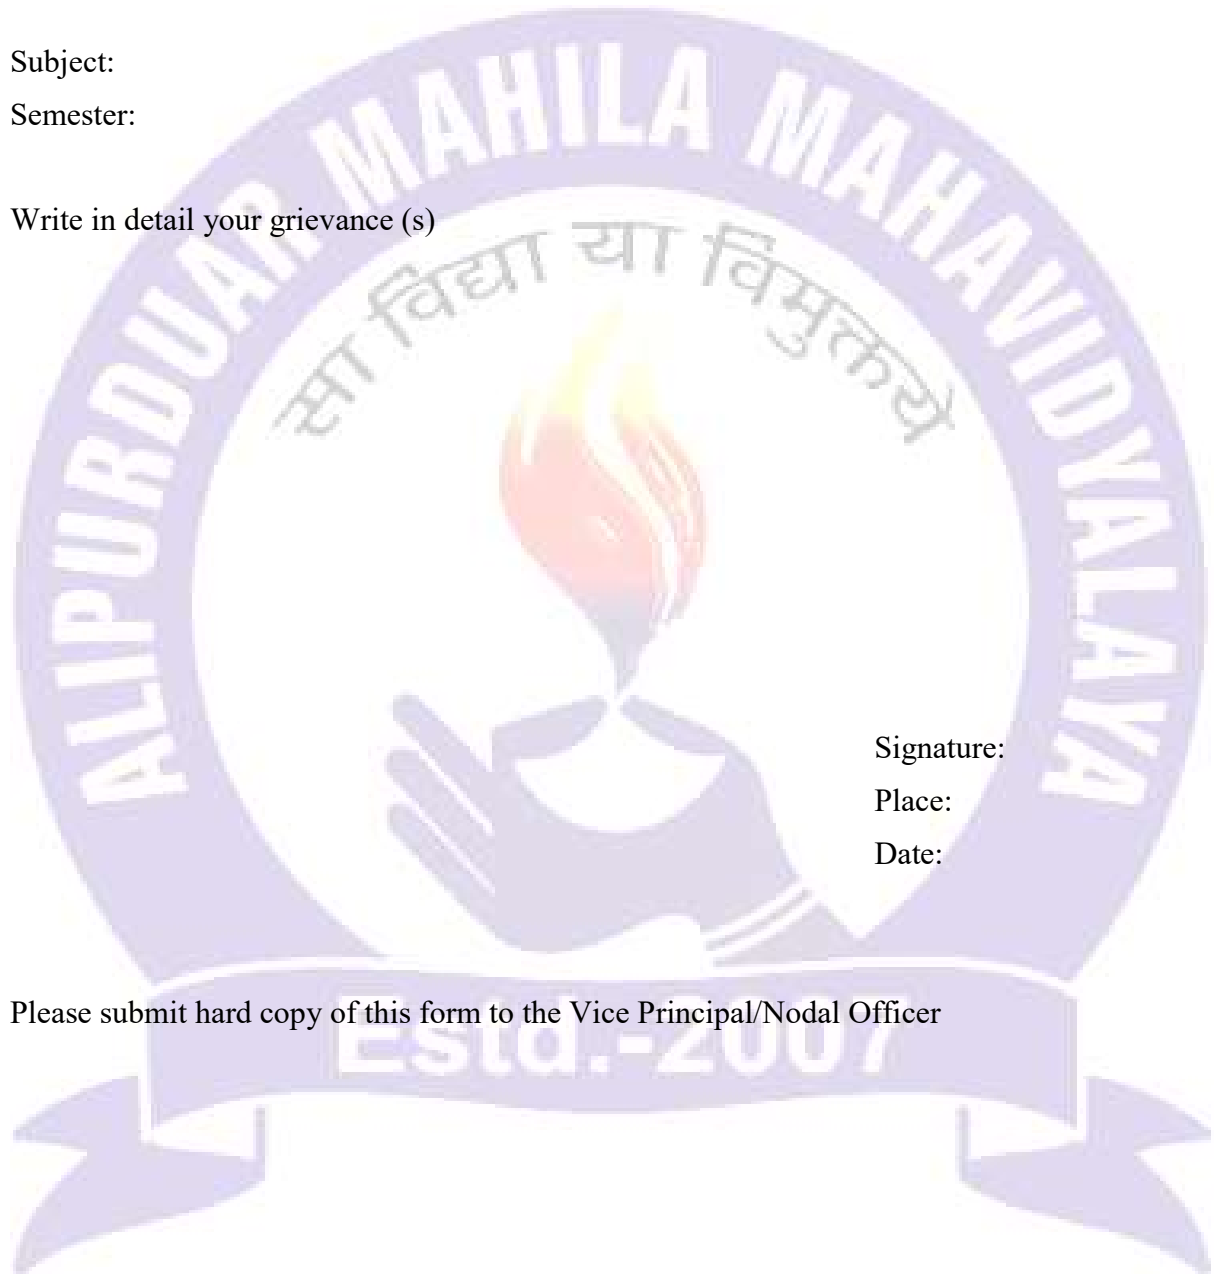 Subject:
Semester:
Write in detail your grievance (s)
ALIPURDUAR MAHILA MAHAVIDYALAYA
सा विद्या या विमुक्तये
Signature:
Place:
Date:
Please submit hard copy of this form to the Vice Principal/Nodal Officer
Estd.-2007